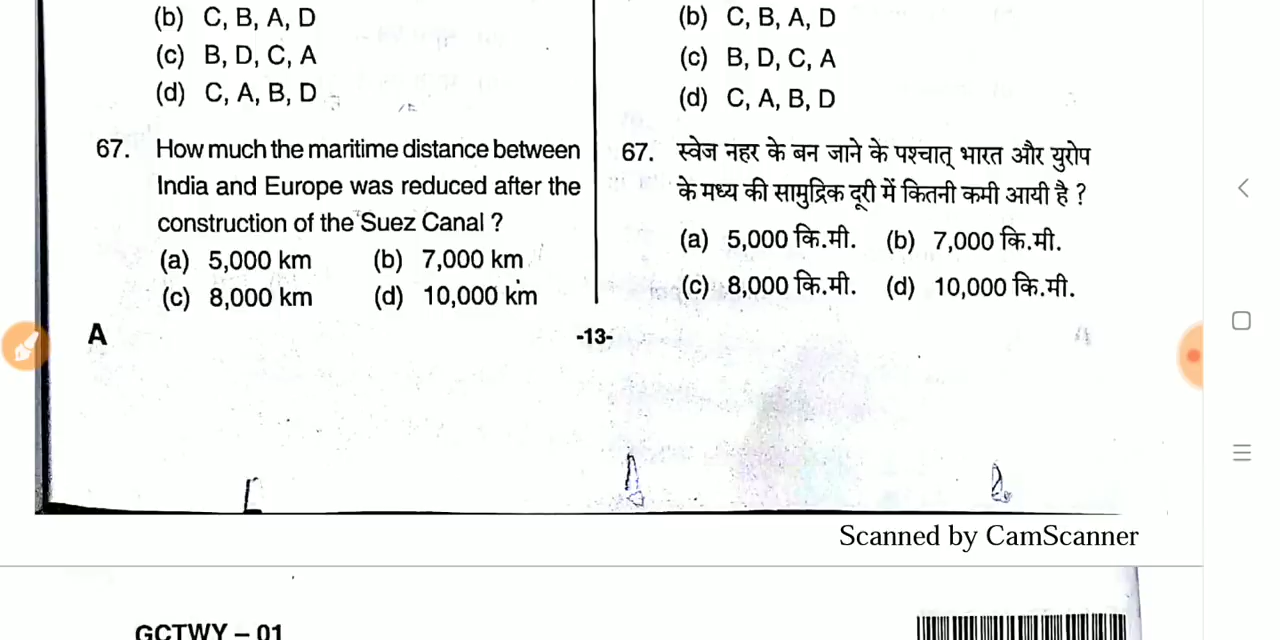 (b) C, B, A, D
(c) B, D, C, A
(d) C, A, B, D
67. How much the maritime distance between
India and Europe was reduced after the
construction of the Suez Canal ?
(a) 5,000 km (b) 7,000 km
(c) 8,000 km (d) 10,000 km
A
(b) C, B, A, D
(c) B, D, C, A
(d) C, A, B, D
67. स्वेज नहर के बन जाने के पश्चात् भारत और युरोप
के मध्य की सामुद्रिक दूरी में कितनी कमी आयी है ?
(a) 5,000 कि.मी. (b) 7,000 कि.मी.
(c) 8,000 कि.मी. (d) 10,000 कि.मी.
-13-
Scanned by CamScanner
GCTWY – 01